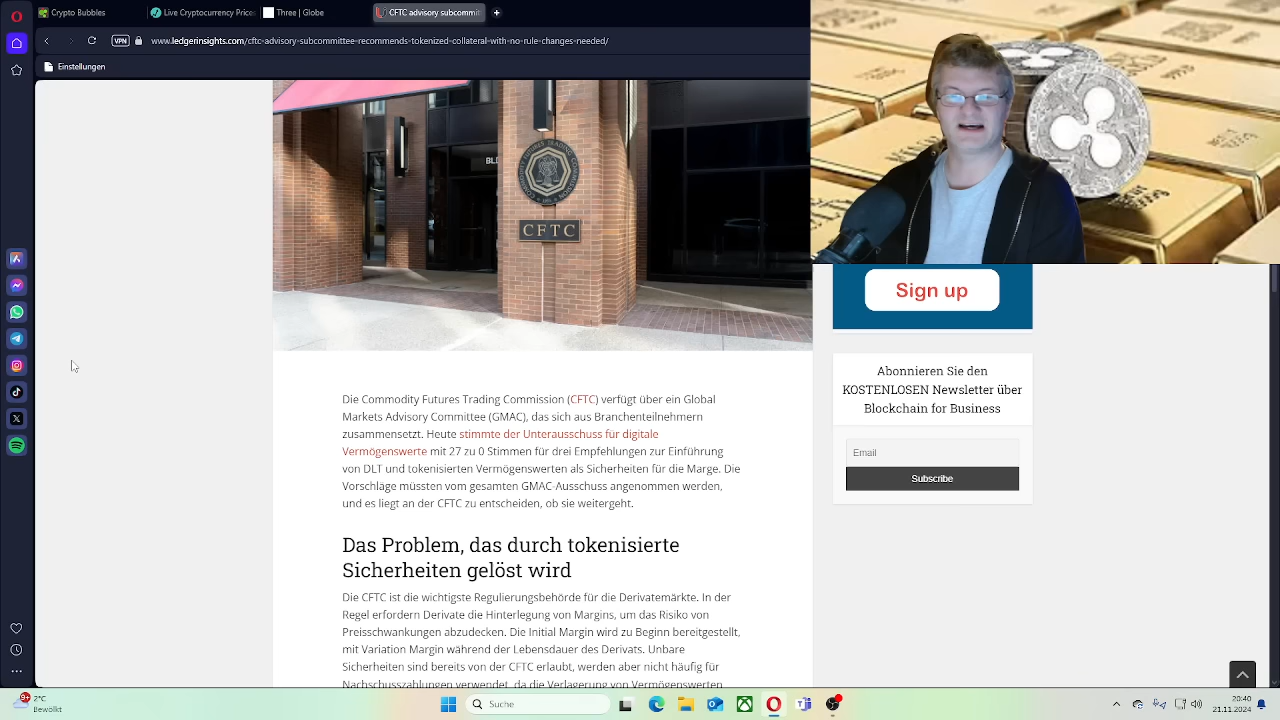 Crypto Bubbles
Live Cryptocurrency Price
Three | Globe
CFTC advisory subcommitt
VPN
www.ledgerinsights.com/cftc-advisory-subcommittee-recommends-tokenized-collateral-with-no-rule-changes-needed/
Einstellungen
CFTC
Sign up
Abonnieren Sie den
KOSTENLOSEN Newsletter über
Blockchain for Business
Email
Subscribe
Die Commodity Futures Trading Commission (CFTC) verfügt über ein Global
Markets Advisory Committee (GMAC), das sich aus Branchenteilnehmern
zusammensetzt. Heute stimmte der Unterausschuss für digitale
Vermögenswerte mit 27 zu 0 Stimmen für drei Empfehlungen zur Einführung
von DLT und tokenisierten Vermögenswerten als Sicherheiten für die Marge. Die
Vorschläge müssten vom gesamten GMAC-Ausschuss angenommen werden,
und es liegt an der CFTC zu entscheiden, ob sie weitergeht.
Das Problem, das durch tokenisierte
Sicherheiten gelöst wird
Die CFTC ist die wichtigste Regulierungsbehörde für die Derivatemärkte. In der
Regel erfordern Derivate die Hinterlegung von Margins, um das Risiko von
Preisschwankungen abzudecken. Die Initial Margin wird zu Beginn bereitgestellt,
mit Variation Margin während der Lebensdauer des Derivats. Unbare
Sicherheiten sind bereits von der CFTC erlaubt, werden aber nicht häufig für
Nachschusszahlungen verwendet, da die Verlagerung von Vermögenswerten
2°C
Bewölkt
Suche
20:40
21.11.2024